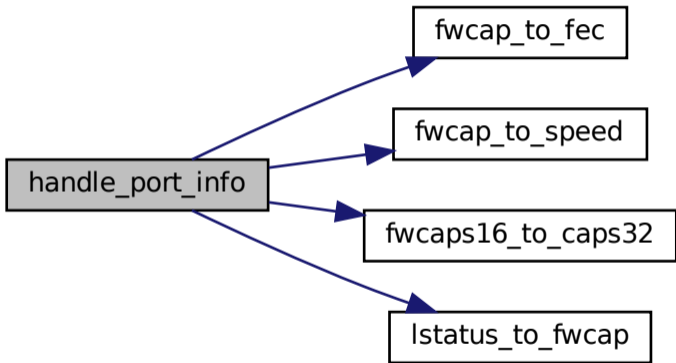 fwcap_to_fec
fwcap_to_speed
handle_port_info
fwcaps16_to_caps32
lstatus_to_fwcap